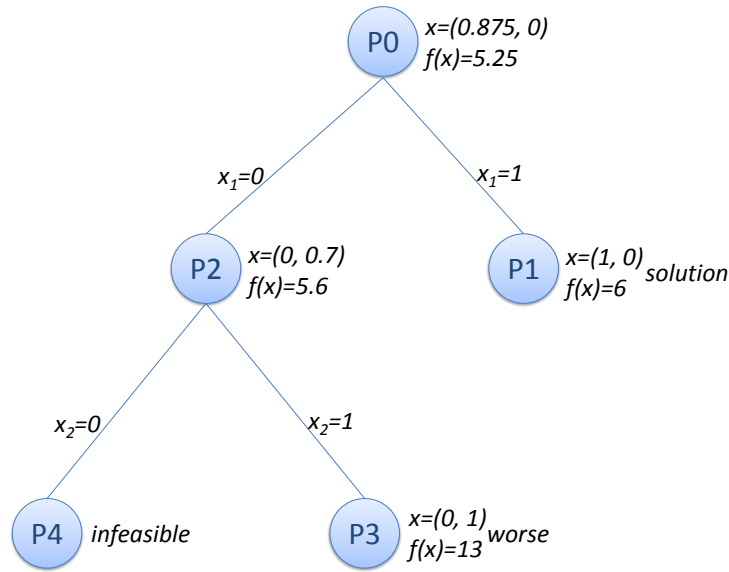 P0
x=(0.875, 0)
f(x)=5.25
x1=0
x1=1
P2
x=(0, 0.7)
f(x)=5.6
P1
x=(1, 0)
f(x)=6
solution
x2=0
x2=1
P4
infeasible
P3
x=(0, 1)
f(x)=13
worse